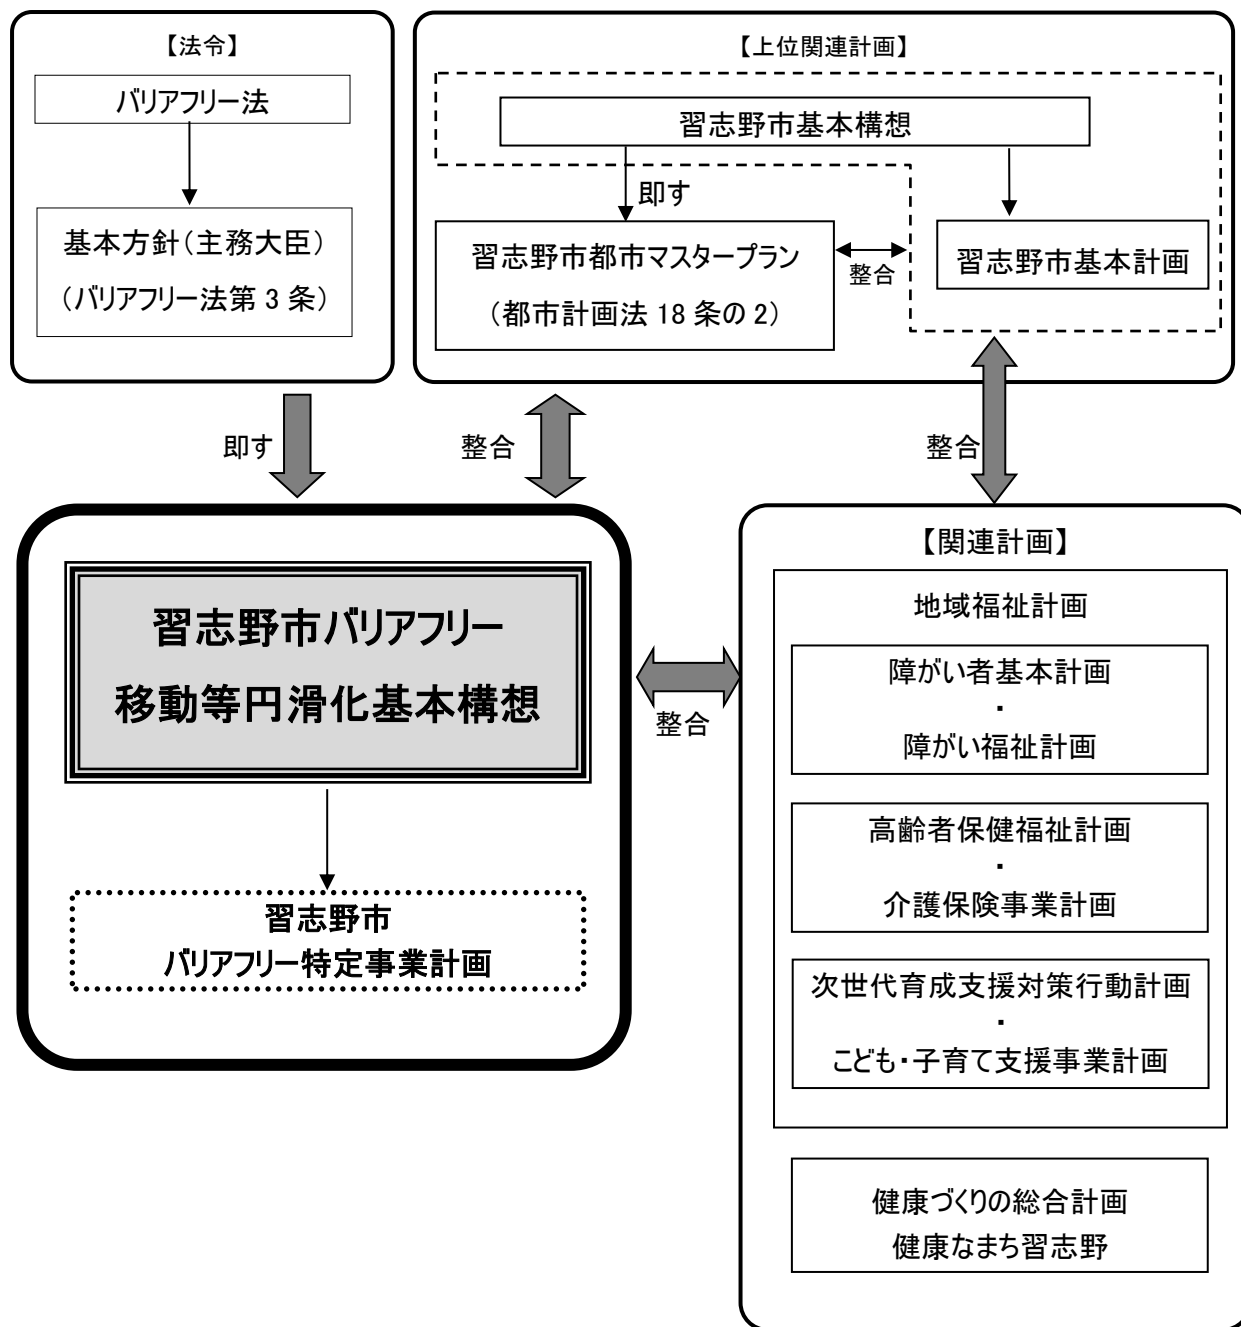 【法令】
バリアフリー法
基本方針（主務大臣）
（バリアフリー法第 3 条）
【上位関連計画】
習志野市基本構想
即す
習志野市都市マスタープラン
（都市計画法 18 条の 2）
整合
習志野市基本計画
即す
整合
整合
習志野市バリアフリー
移動等円滑化基本構想
習志野市
バリアフリー特定事業計画
整合
【関連計画】
地域福祉計画
障がい者基本計画
・
障がい福祉計画
高齢者保健福祉計画
・
介護保険事業計画
次世代育成支援対策行動計画
・
こども・子育て支援事業計画
健康づくりの総合計画
健康なまち習志野